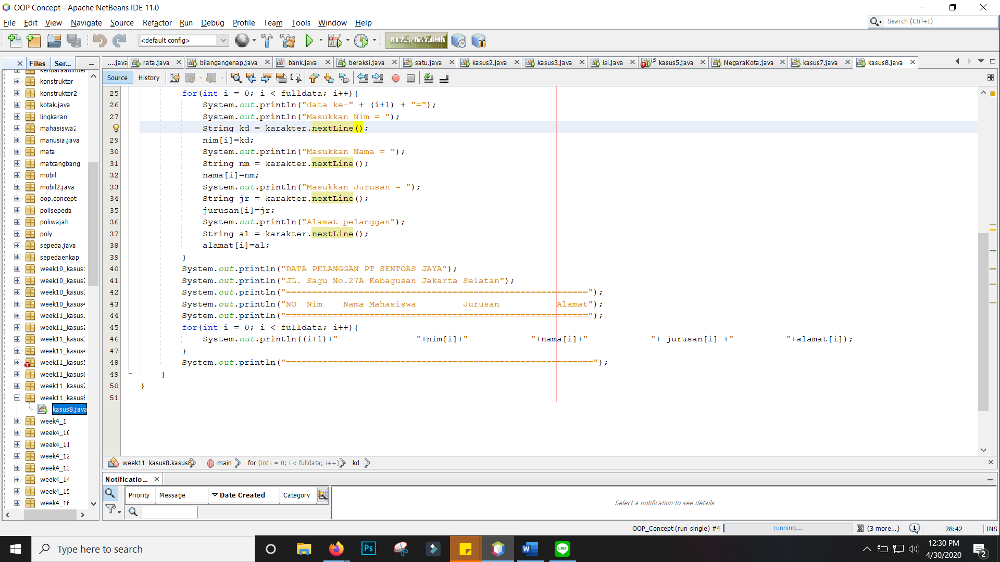 OOP Concept - Apache NetBeans IDE 11.0
File Edit View Navigate Source Refactor Run Debug Profile Team Tools Window Help
Search (Ctrl+I)
<default config>
817.3/867.0MB
Files Ser...
....java rata.java bilangangenap.java bank.java beraksi.java satu.java kasus2.java kasus3.java isi.java kasus5.java NegaraKota.java kasus7.java kasus8.java
Source History
konstruktor
konstruktor2
kotak.java
lingkaran
mahasiswa2
manusia.java
mata
matcangbang
mobil
mobil2.java
oop.concept
polisepeda
poliwajah
poly
sepeda.java
sepedaenkap
week10_kasus1
week10_kasus2
week10_kasus3
week10_kasus4
week11_kasus1
week11_kasus2
week11_kasus3
week11_kasus4
week11_kasus5
week11_kasus6
week11_kasus7
week11_kasus8
kasus8.java
week4_1
week4_10
week4_11
week4_12
week4_13
week4_14
week4_15
week4_16
25 for(int i = 0; i < fulldata; i++){
26 System.out.println("data ke-" + (i+1) + "=");
27 System.out.println("Masukkan Nim = ");
String kd = karakter.nextLine();
29 nim[i]=kd;
30 System.out.println("Masukkan Nama = ");
31 String nm = karakter.nextLine();
32 nama[i]=nm;
33 System.out.println("Masukkan Jurusan = ");
34 String jr = karakter.nextLine();
35 jurusan[i]=jr;
36 System.out.println("Alamat pelanggan");
37 String al = karakter.nextLine();
38 alamat[i]=al;
39 }
40 System.out.println("DATA PELANGGAN PT SENTOAS JAYA");
41 System.out.println("JL. Sagu No.27A Kebagusan Jakarta Selatan");
42 System.out.println("==========================================================");
43 System.out.println("NO  Nim    Nama Mahasiswa         Jurusan           Alamat");
44 System.out.println("==========================================================");
45 for(int i = 0; i < fulldata; i++){
46 System.out.println((i+1)+"               "+nim[i]+"            "+nama[i]+"            "+ jurusan[i] +"          "+alamat[i]);
47 }
48 System.out.println("===========================================================");
49 }
50 }
51
week11_kasus8.kasus8 main for (int i = 0; i < fulldata; i++) kd
Notificatio...
Priority Message Date Created Category
Select a notification to see details
OOP_Concept (run-single) #4 running... (3 more...) 1 28:42 INS
Type here to search
Ps
W
LINE
12:30 PM
4/30/2020
2